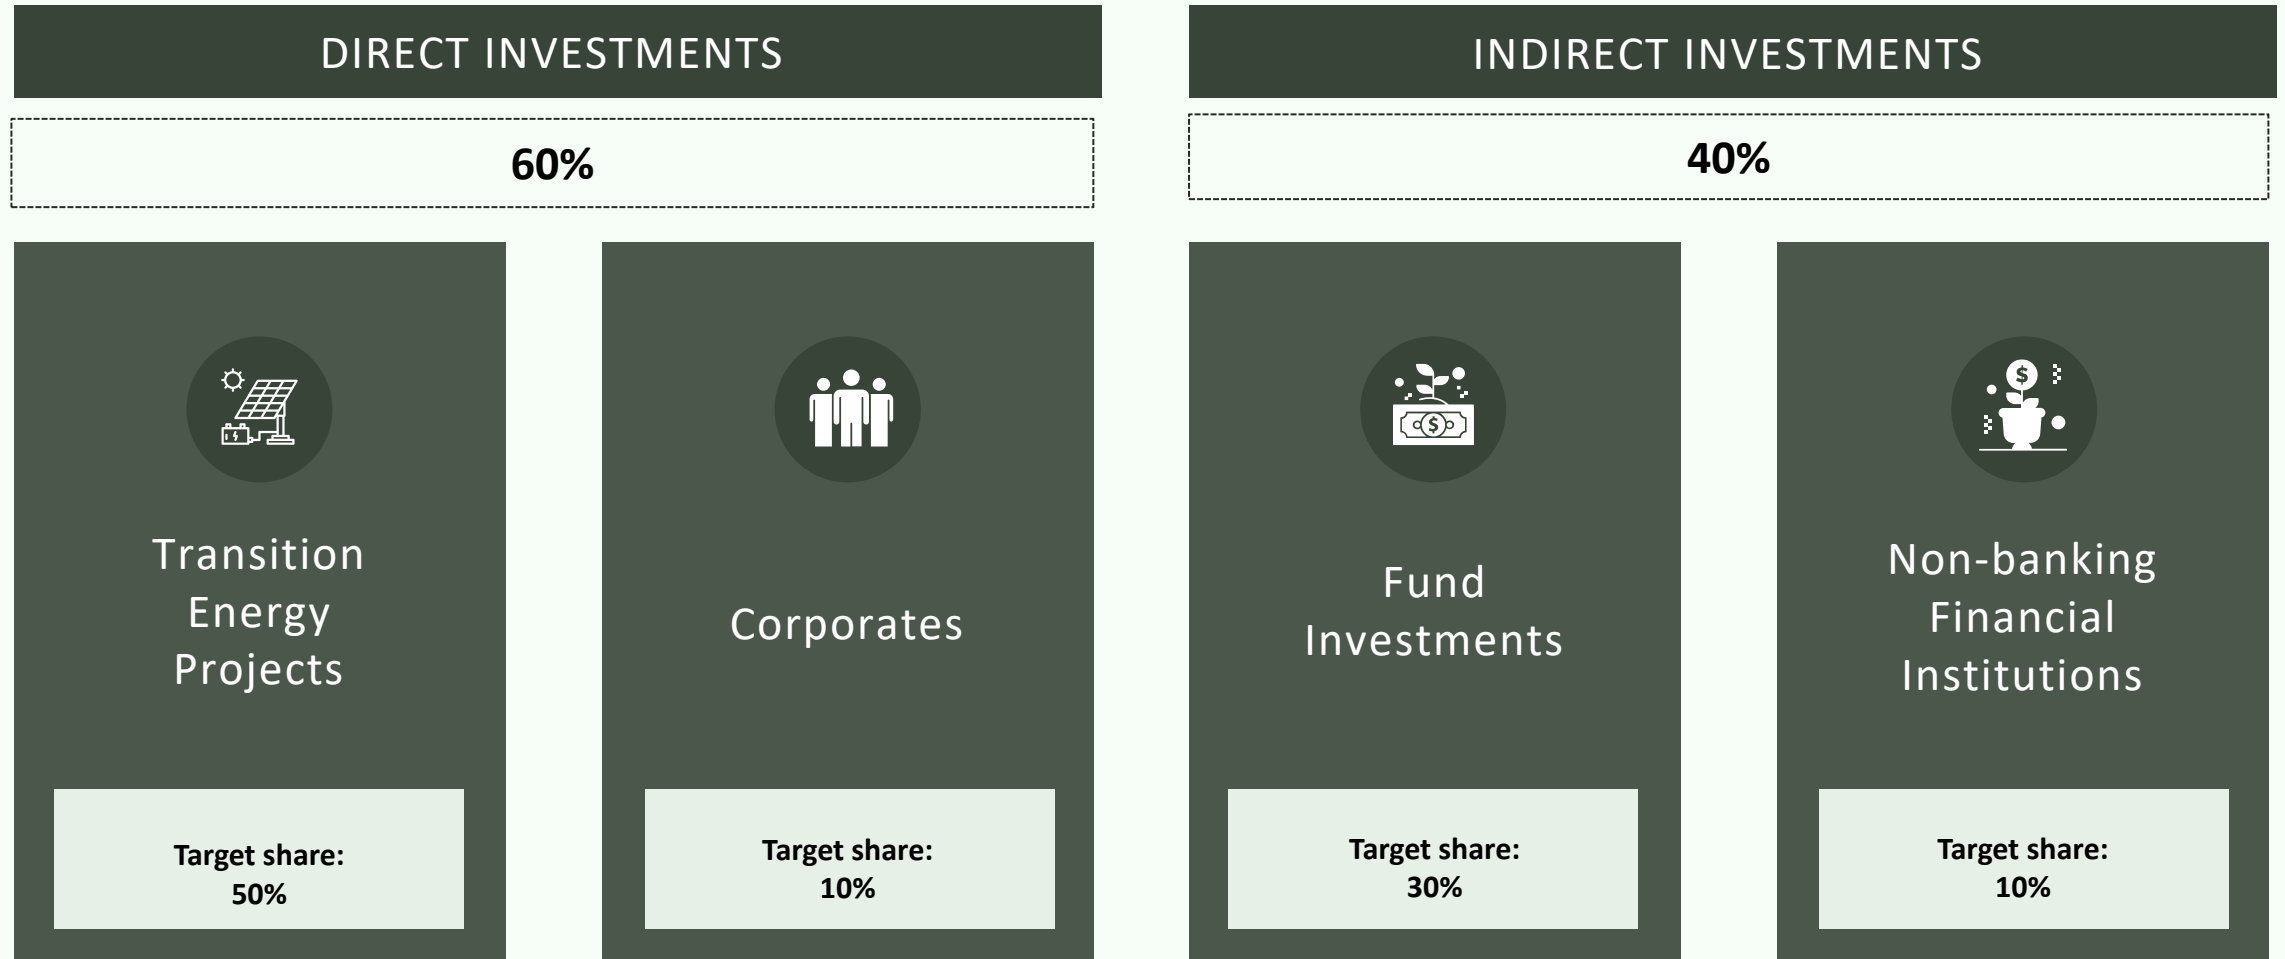 DIRECT INVESTMENTS
60%
Transition
Energy
Projects
Target share:
50%
Corporates
Target share:
10%
INDIRECT INVESTMENTS
40%
Fund
Investments
Target share:
30%
Non-banking
Financial
Institutions
Target share:
10%